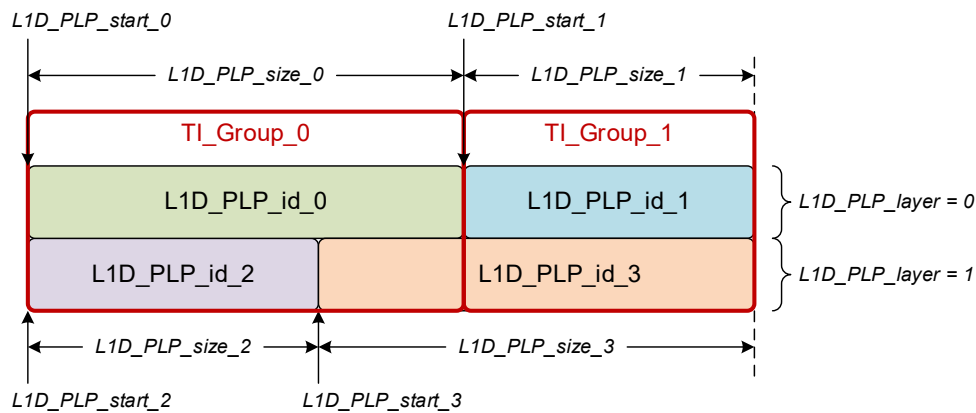 L1D_PLP_start_0
L1D_PLP_start_1
L1D_PLP_size_0
L1D_PLP_size_1
TI_Group_0
TI_Group_1
L1D_PLP_id_0
L1D_PLP_id_1
L1D_PLP_layer = 0
L1D_PLP_id_2
L1D_PLP_id_3
L1D_PLP_layer = 1
L1D_PLP_size_2
L1D_PLP_size_3
L1D_PLP_start_2
L1D_PLP_start_3